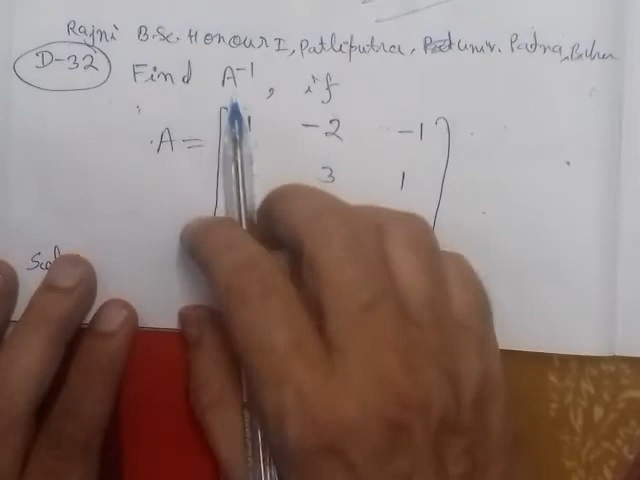 Rajni B.Sc. Honour I, Patliputra, univ. Patna, Bihar
D-32 Find A⁻¹, if
A = [ 1 -2 -1
3 1